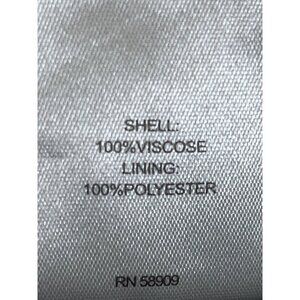 SHELL:
100%VISCOSE
LINING:
100%POLYESTER
RN 58909